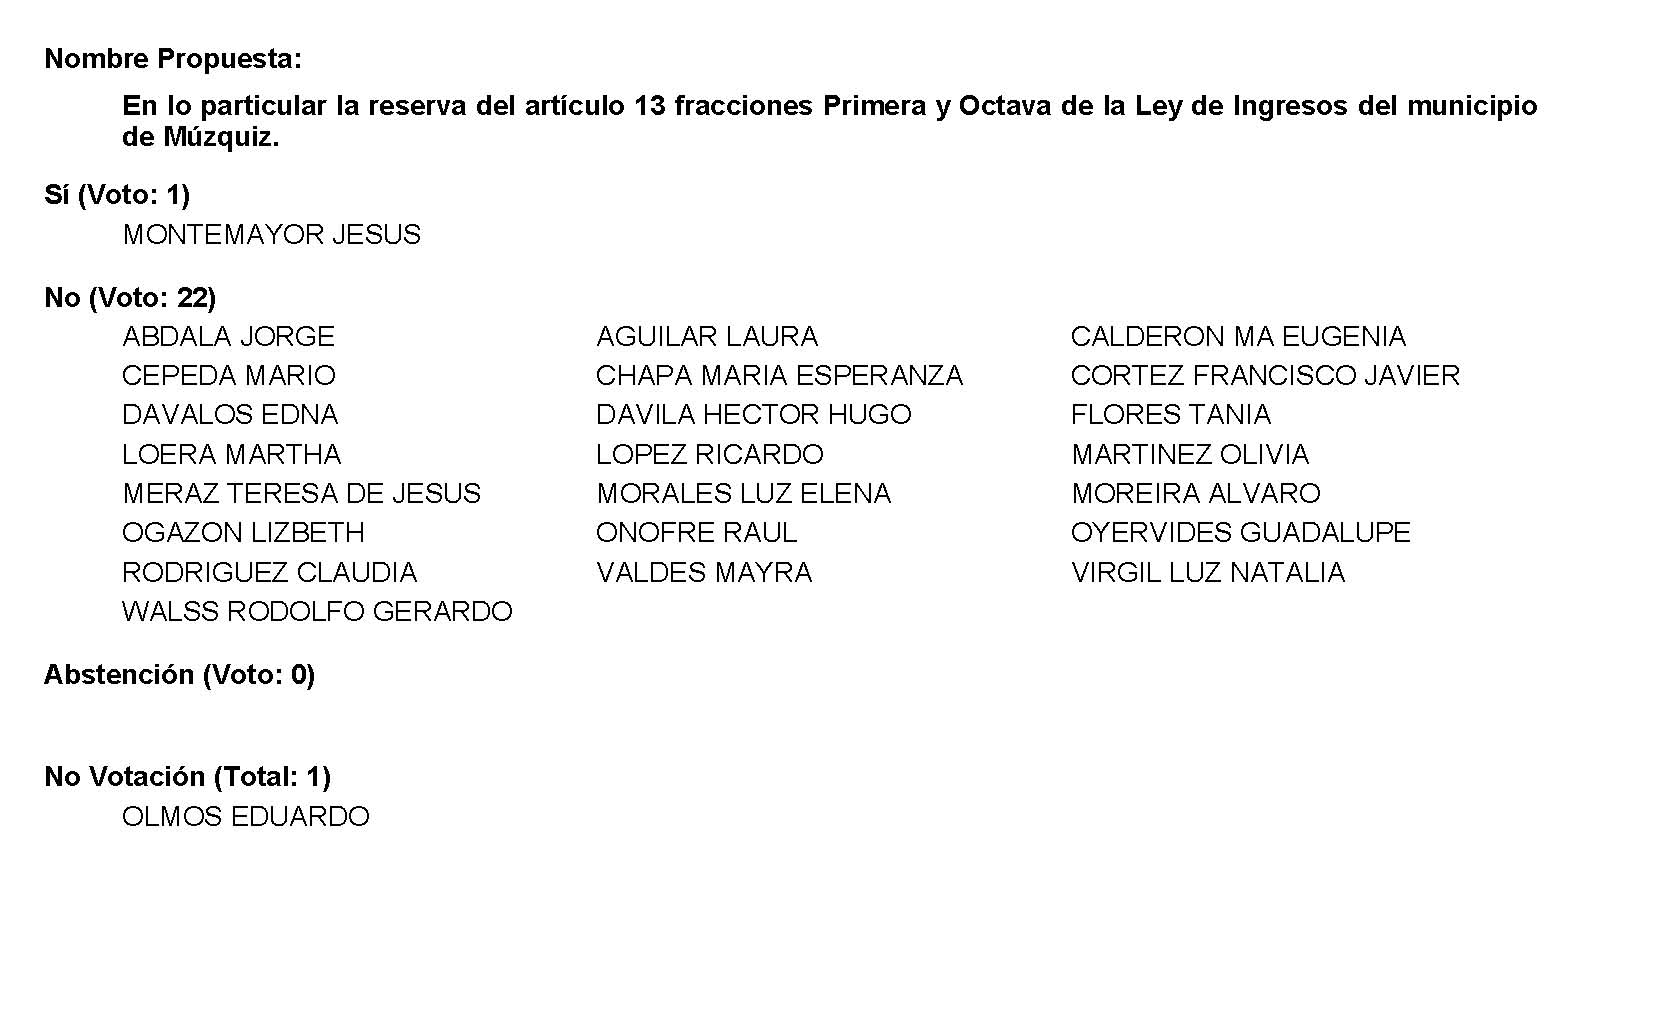 Nombre Propuesta:
En lo particular la reserva del artículo 13 fracciones Primera y Octava de la Ley de Ingresos del municipio
de Múzquiz.
Sí (Voto: 1)
MONTEMAYOR JESUS
No (Voto: 22)
ABDALA JORGE AGUILAR LAURA CALDERON MA EUGENIA
CEPEDA MARIO CHAPA MARIA ESPERANZA CORTEZ FRANCISCO JAVIER
DAVALOS EDNA DAVILA HECTOR HUGO FLORES TANIA
LOERA MARTHA LOPEZ RICARDO MARTINEZ OLIVIA
MERAZ TERESA DE JESUS MORALES LUZ ELENA MOREIRA ALVARO
OGAZON LIZBETH ONOFRE RAUL OYERVIDES GUADALUPE
RODRIGUEZ CLAUDIA VALDES MAYRA VIRGIL LUZ NATALIA
WALSS RODOLFO GERARDO
Abstención (Voto: 0)
No Votación (Total: 1)
OLMOS EDUARDO